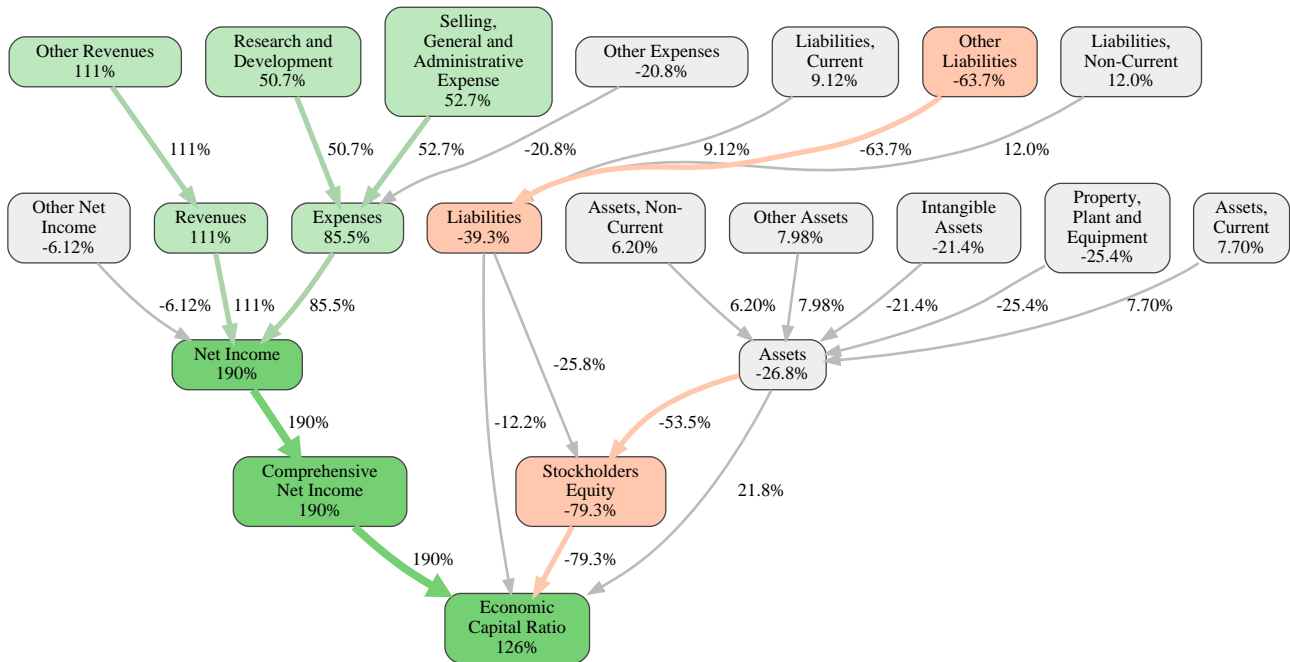 Other Revenues
111%
Research and
Development
50.7%
Selling,
General and
Administrative
Expense
52.7%
Other Expenses
-20.8%
Liabilities,
Current
9.12%
Other
Liabilities
-63.7%
Liabilities,
Non-Current
12.0%
111%
50.7%
52.7%
-20.8%
9.12%
-63.7%
12.0%
Other Net
Income
-6.12%
Revenues
111%
Expenses
85.5%
Liabilities
-39.3%
Assets, Non-
Current
6.20%
Other Assets
7.98%
Intangible
Assets
-21.4%
Property,
Plant and
Equipment
-25.4%
Assets,
Current
7.70%
-6.12%
111%
85.5%
6.20%
7.98%
-21.4%
-25.4%
7.70%
Net Income
190%
-25.8%
Assets
-26.8%
190%
-12.2%
-53.5%
Comprehensive
Net Income
190%
Stockholders
Equity
-79.3%
21.8%
190%
-79.3%
Economic
Capital Ratio
126%